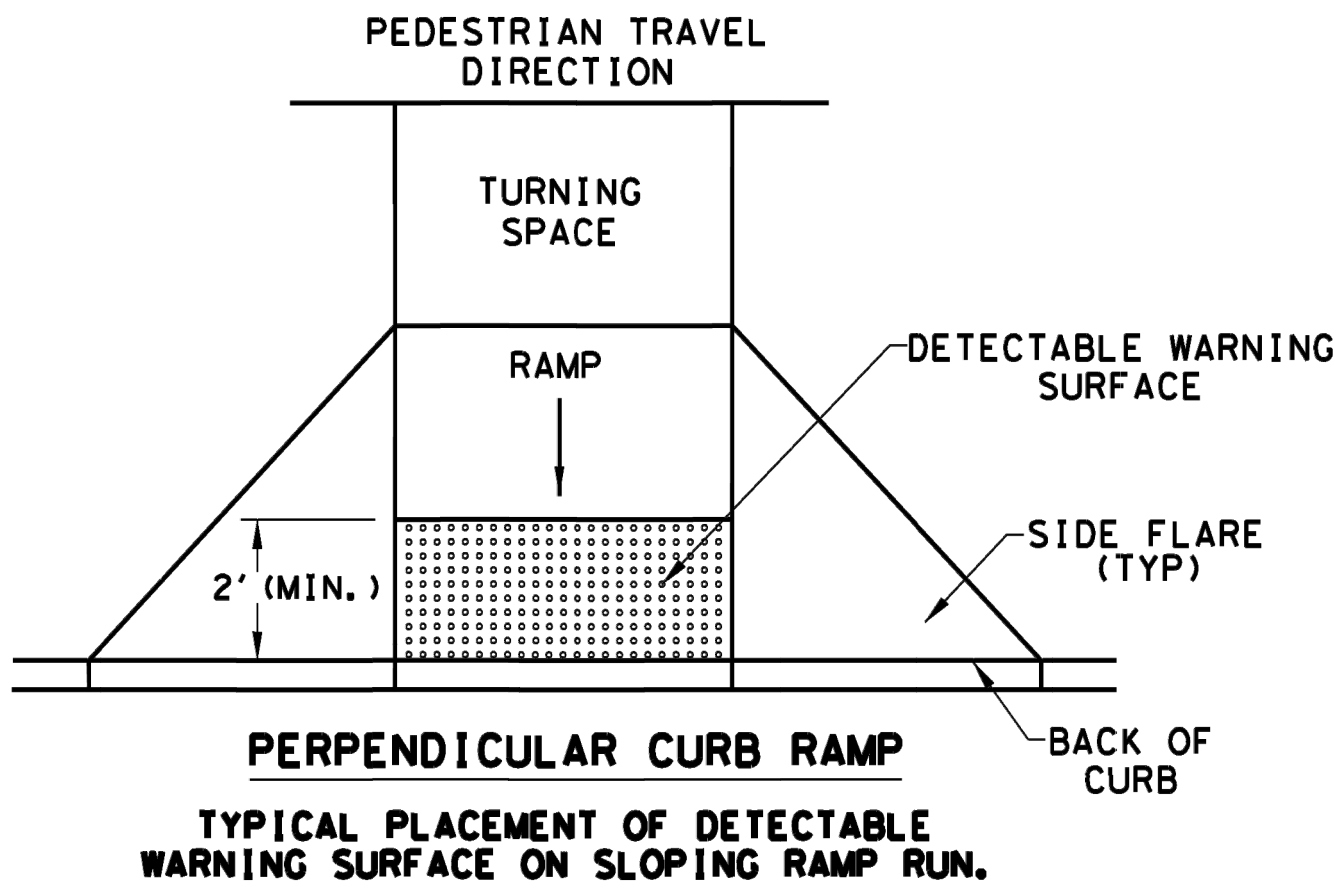 PEDESTRIAN TRAVEL
DIRECTION
TURNING
SPACE
RAMP
DETECTABLE WARNING
SURFACE
2' (MIN.)
SIDE FLARE
(TYP)
BACK OF
CURB
PERPENDICULAR CURB RAMP
TYPICAL PLACEMENT OF DETECTABLE
WARNING SURFACE ON SLOPING RAMP RUN.